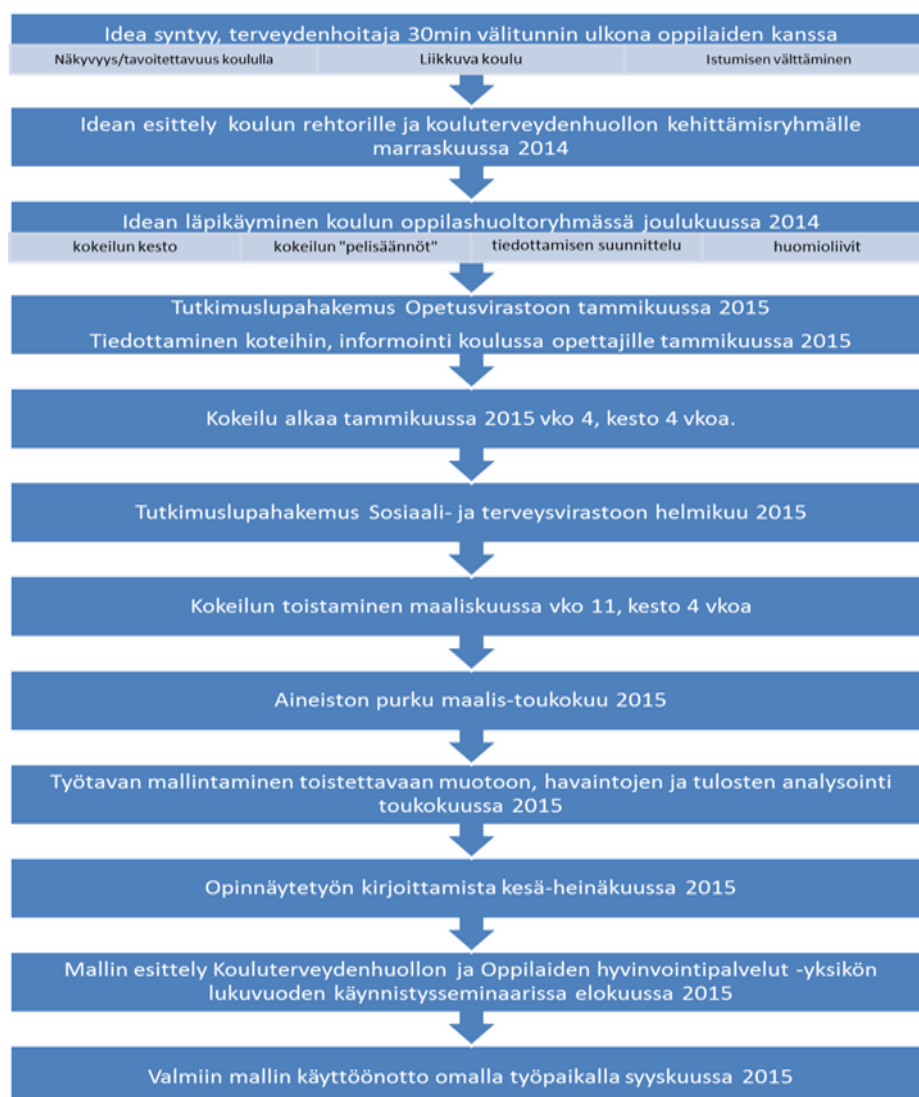 Idea syntyy, terveydenhoitaja 30min välitunnin ulkona oppilaiden kanssa
Näkyvyys/tavoitettavuus koululla
Liikkuva koulu
Istumisen välttäminen
Idean esittely koulun rehtorille ja kouluterveydenhuollon kehittämisryhmälle
marraskuussa 2014
Idean läpikäyminen koulun oppilashuoltoryhmässä joulukuussa 2014
kokeilun kesto
kokeilun "pelisäännöt"
tiedottamisen suunnittelu
huomioliivit
Tutkimuslupahakemus Opetusvirastoon tammikuussa 2015
Tiedottaminen koteihin, informointi koulussa opettajille tammikuussa 2015
Kokeilu alkaa tammikuussa 2015 vko 4, kesto 4 vkoa.
Tutkimuslupahakemus Sosiaali- ja terveysvirastoon helmikuu 2015
Kokeilun toistaminen maaliskuussa vko 11, kesto 4 vkoa
Aineiston purku maalis-toukokuu 2015
Työtavan mallintaminen toistettavaan muotoon, havaintojen ja tulosten analysointi
toukokuussa 2015
Opinnäytetyön kirjoittamista kesä-heinäkuussa 2015
Mallin esittely Kouluterveydenhuollon ja Oppilaiden hyvinvointipalvelut -yksikön
lukuvuoden käynnistysseminaarissa elokuussa 2015
Valmiin mallin käyttöönotto omalla työpaikalla syyskuussa 2015